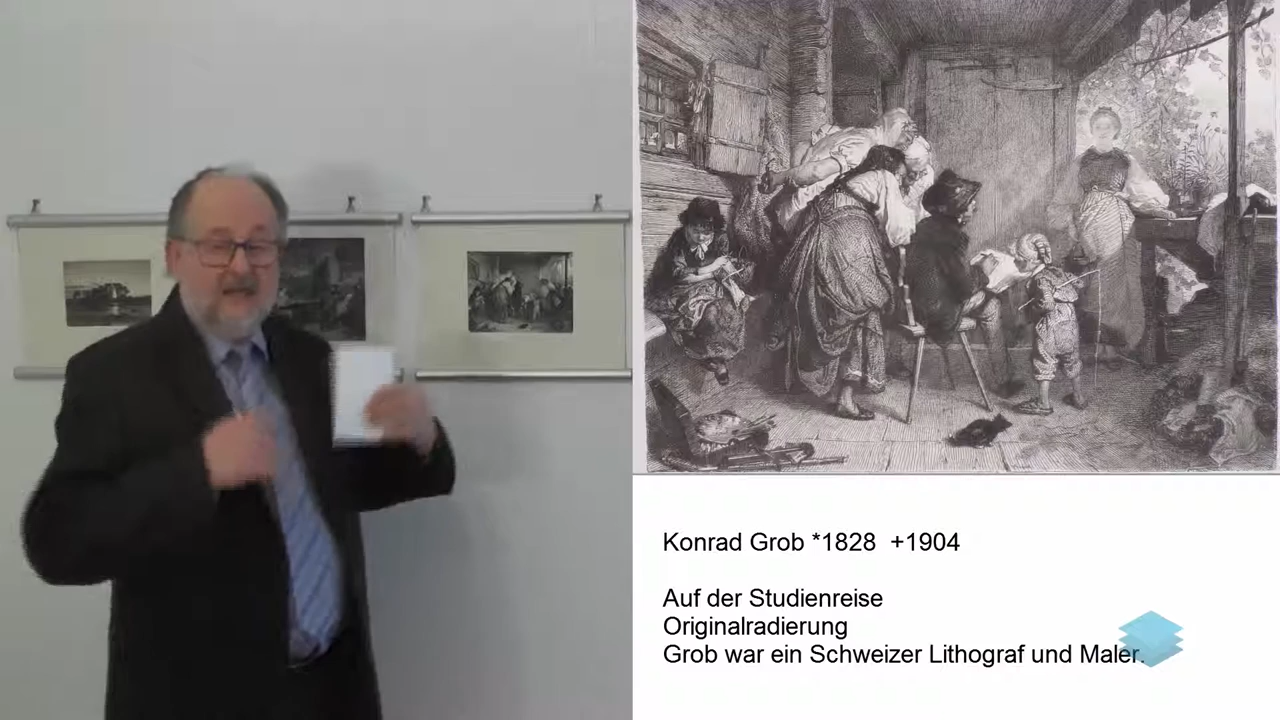 Konrad Grob *1828  +1904
Auf der Studienreise
Originalradierung
Grob war ein Schweizer Lithograf und Maler.